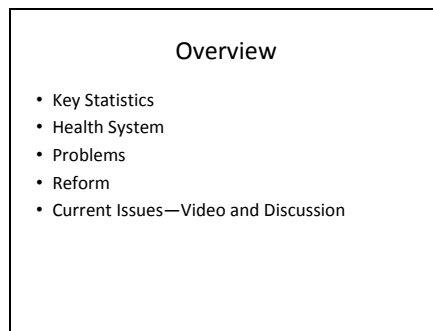 Overview
• Key Statistics
• Health System
• Problems
• Reform
• Current Issues—Video and Discussion